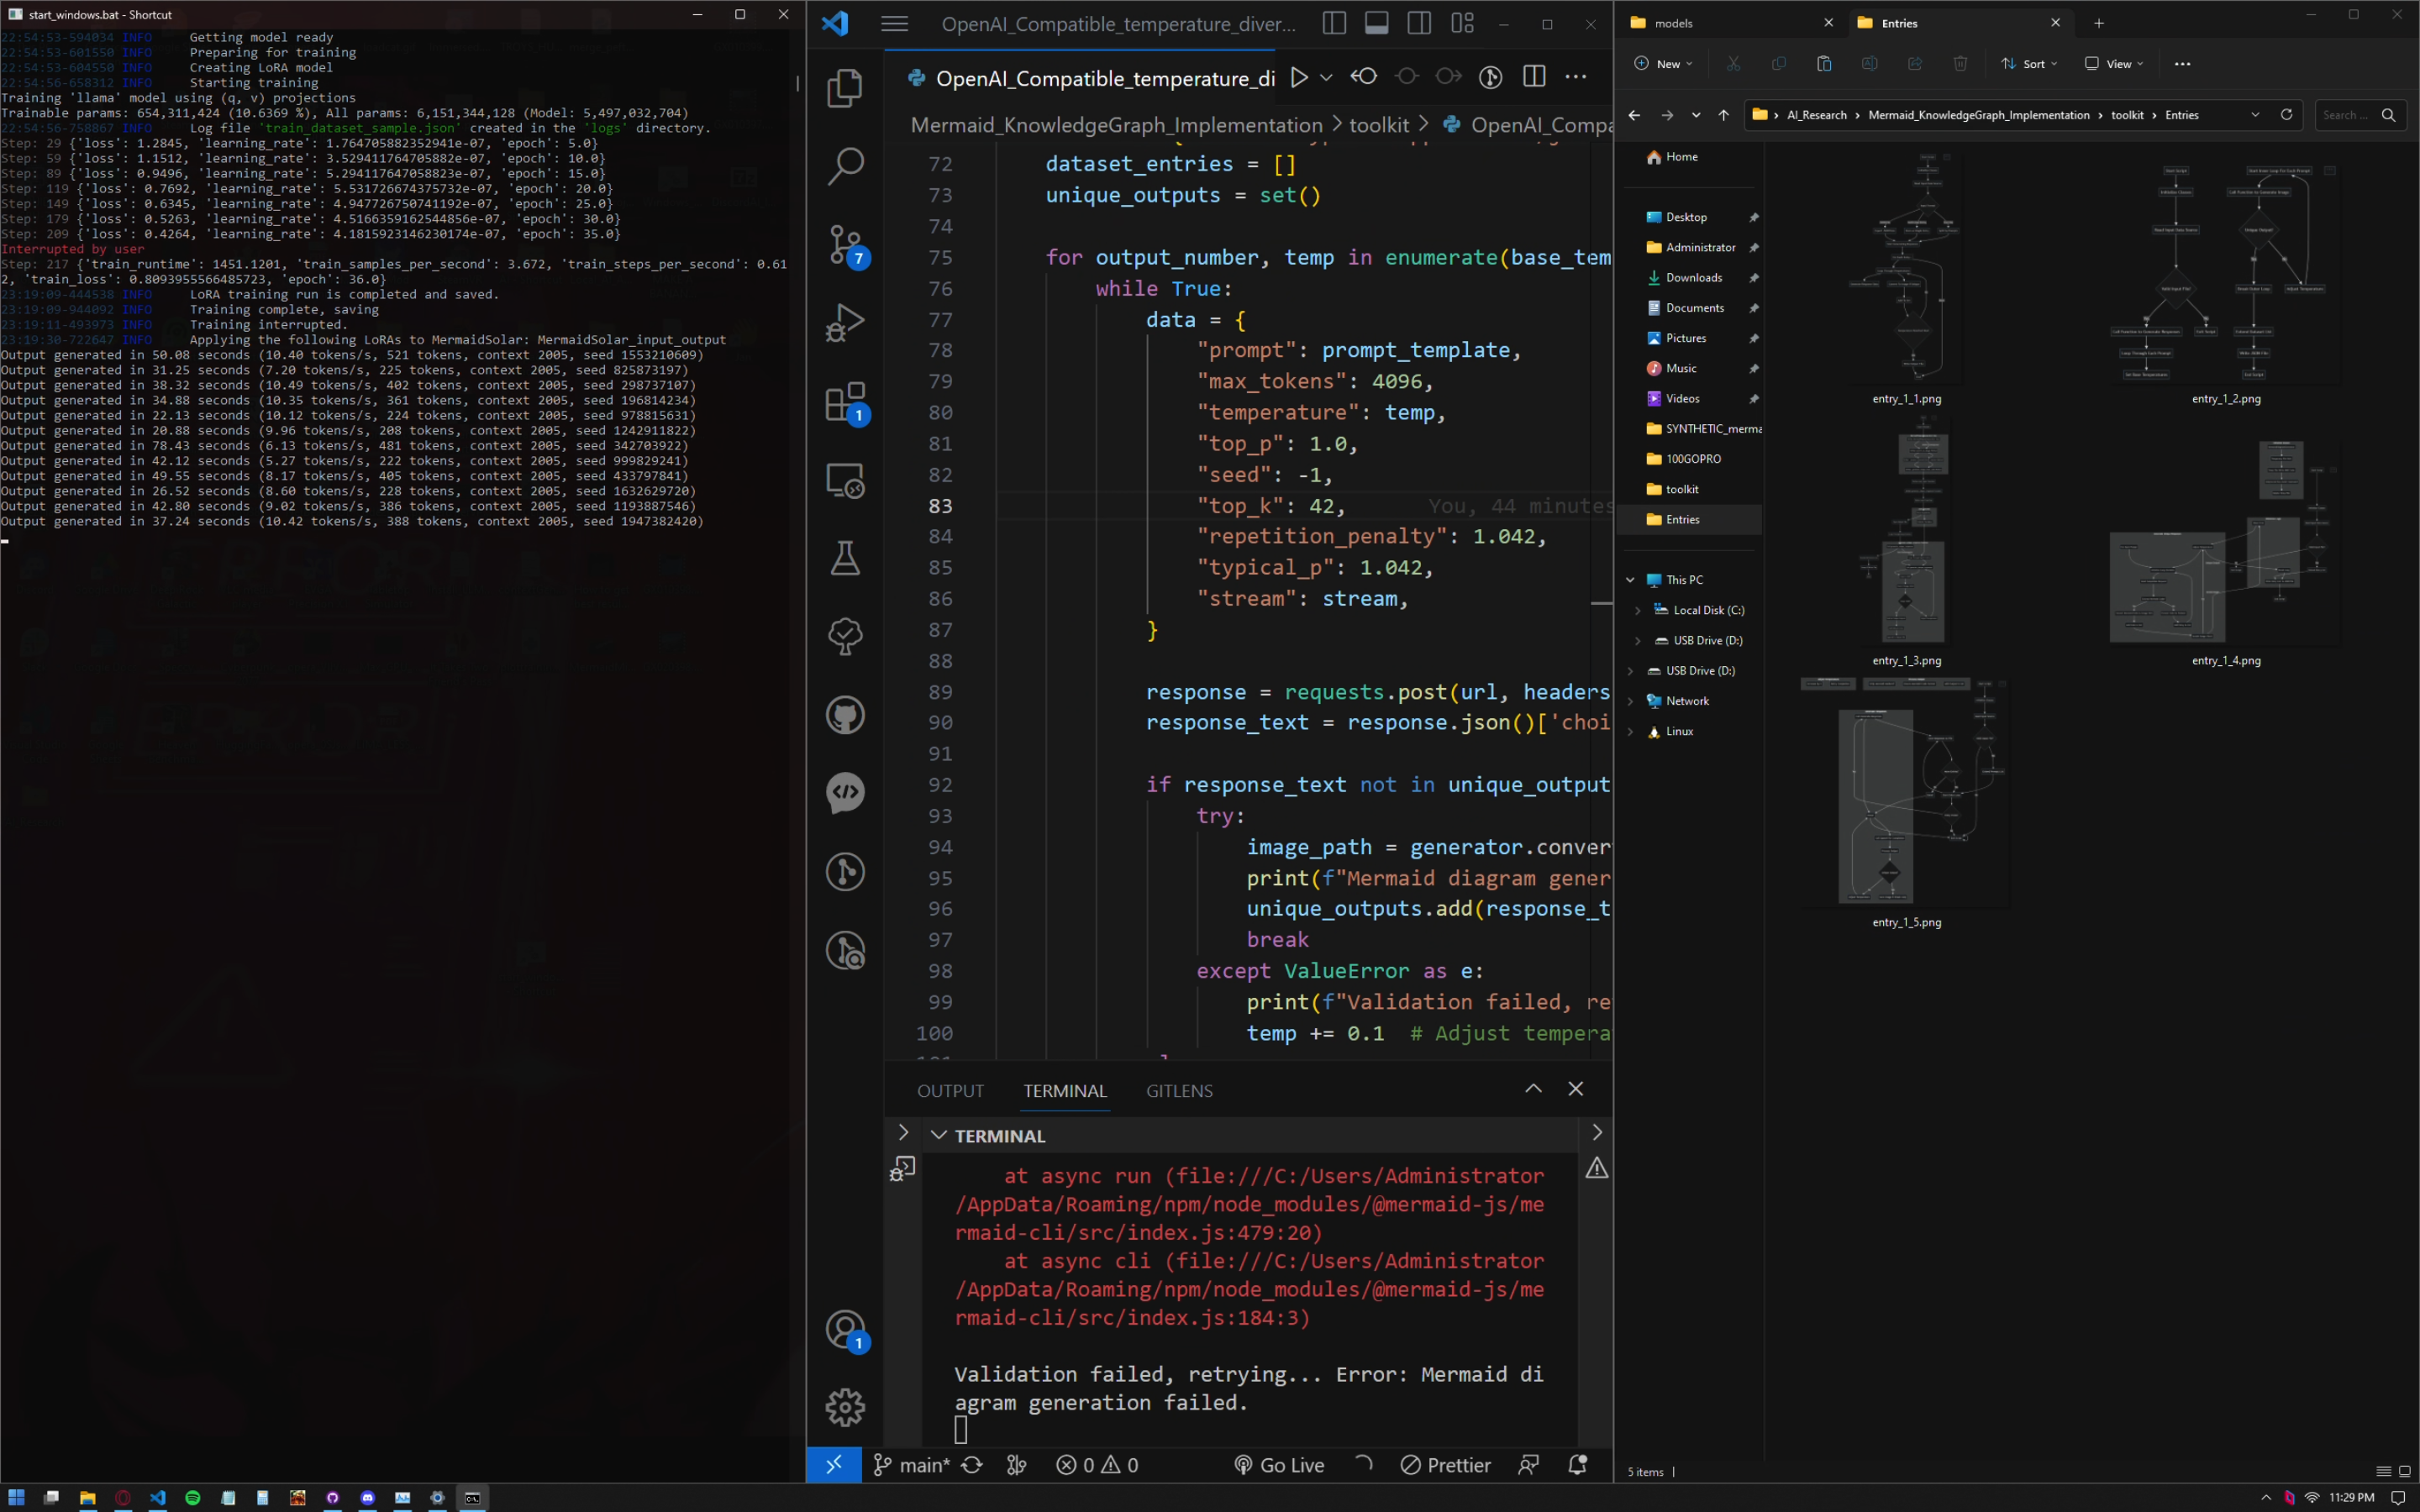 start_windows.bat - Shortcut
22:54:53-594034 INFO Getting model ready
22:54:53-601550 INFO Preparing for training
22:54:53-604550 INFO Creating LoRA model
22:54:56-658312 INFO Starting training
Training 'llama' model using (q, v) projections
Trainable params: 654,311,424 (10.6369 %), All params: 6,151,344,128 (Model: 5,497,032,704)
22:54:56-758867 INFO Log file 'train_dataset_sample.json' created in the 'logs' directory.
Step: 29 {'loss': 1.2845, 'learning_rate': 1.764705882352941e-07, 'epoch': 5.0}
Step: 59 {'loss': 1.1512, 'learning_rate': 3.529411764705882e-07, 'epoch': 10.0}
Step: 89 {'loss': 0.9496, 'learning_rate': 5.294117647058823e-07, 'epoch': 15.0}
Step: 119 {'loss': 0.7692, 'learning_rate': 5.531726674375732e-07, 'epoch': 20.0}
Step: 149 {'loss': 0.6345, 'learning_rate': 4.947726750741192e-07, 'epoch': 25.0}
Step: 179 {'loss': 0.5263, 'learning_rate': 4.5166359162544856e-07, 'epoch': 30.0}
Step: 209 {'loss': 0.4264, 'learning_rate': 4.1815923146230174e-07, 'epoch': 35.0}
Interrupted by user
Step: 217 {'train_runtime': 1451.1201, 'train_samples_per_second': 3.672, 'train_steps_per_second': 0.61
2, 'train_loss': 0.8093955566485723, 'epoch': 36.0}
23:19:09-444538 INFO LoRA training run is completed and saved.
23:19:09-944092 INFO Training complete, saving
23:19:11-493973 INFO Training interrupted.
23:19:30-722647 INFO Applying the following LoRAs to MermaidSolar: MermaidSolar_input_output
Output generated in 50.08 seconds (10.40 tokens/s, 521 tokens, context 2005, seed 1553210609)
Output generated in 31.25 seconds (7.20 tokens/s, 225 tokens, context 2005, seed 825873197)
Output generated in 38.32 seconds (10.49 tokens/s, 402 tokens, context 2005, seed 298737107)
Output generated in 34.88 seconds (10.35 tokens/s, 361 tokens, context 2005, seed 196814234)
Output generated in 22.13 seconds (10.12 tokens/s, 224 tokens, context 2005, seed 978815631)
Output generated in 20.88 seconds (9.96 tokens/s, 208 tokens, context 2005, seed 1242911822)
Output generated in 78.43 seconds (6.13 tokens/s, 481 tokens, context 2005, seed 342703922)
Output generated in 42.12 seconds (5.27 tokens/s, 222 tokens, context 2005, seed 999829241)
Output generated in 49.55 seconds (8.17 tokens/s, 405 tokens, context 2005, seed 433797841)
Output generated in 26.52 seconds (8.60 tokens/s, 228 tokens, context 2005, seed 1632629720)
Output generated in 42.80 seconds (9.02 tokens/s, 386 tokens, context 2005, seed 1193887546)
Output generated in 37.24 seconds (10.42 tokens/s, 388 tokens, context 2005, seed 1947382420)
OpenAI_Compatible_temperature_diver...
OpenAI_Compatible_temperature_di
Mermaid_KnowledgeGraph_Implementation > toolkit > OpenAI_Compa
72 dataset_entries = []
73 unique_outputs = set()
74
75 for output_number, temp in enumerate(base_tem
76 while True:
77 data = {
78 "prompt": prompt_template,
79 "max_tokens": 4096,
80 "temperature": temp,
81 "top_p": 1.0,
82 "seed": -1,
83 "top_k": 42, You, 44 minutes
84 "repetition_penalty": 1.042,
85 "typical_p": 1.042,
86 "stream": stream,
87 }
88
89 response = requests.post(url, headers
90 response_text = response.json()['choi
91
92 if response_text not in unique_output
93 try:
94 image_path = generator.conver
95 print(f"Mermaid diagram gener
96 unique_outputs.add(response_t
97 break
98 except ValueError as e:
99 print(f"Validation failed, re
100 temp += 0.1 # Adjust tempera
7
1
1
OUTPUT TERMINAL GITLENS
TERMINAL
at async run (file:///C:/Users/Administrator
/AppData/Roaming/npm/node_modules/@mermaid-js/me
rmaid-cli/src/index.js:479:20)
at async cli (file:///C:/Users/Administrator
/AppData/Roaming/npm/node_modules/@mermaid-js/me
rmaid-cli/src/index.js:184:3)
Validation failed, retrying... Error: Mermaid di
agram generation failed.
main* 0 0 Go Live Prettier
models
Entries
New Sort View
AI_Research > Mermaid_KnowledgeGraph_Implementation > toolkit > Entries
Search ...
Home
Desktop
Administrator
Downloads
Documents
Pictures
Music
Videos
SYNTHETIC_merma
100GOPRO
toolkit
Entries
This PC
Local Disk (C:)
USB Drive (D:)
USB Drive (D:)
Network
Linux
entry_1_1.png
entry_1_2.png
entry_1_3.png
entry_1_4.png
entry_1_5.png
5 items
11:29 PM